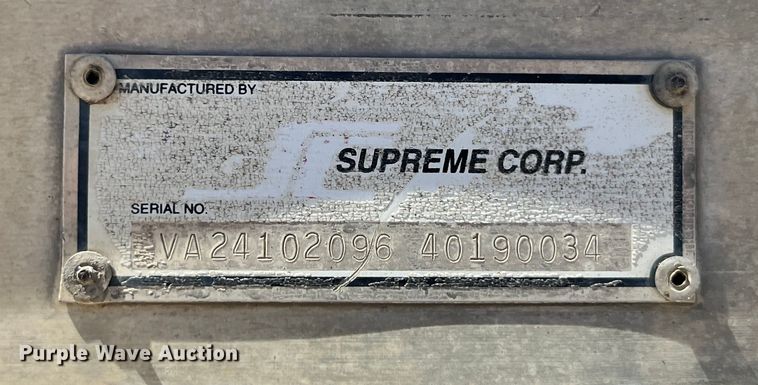 MANUFACTURED BY
SUPREME CORP.
SERIAL NO.
VA24102096 40190034
Purple Wave Auction